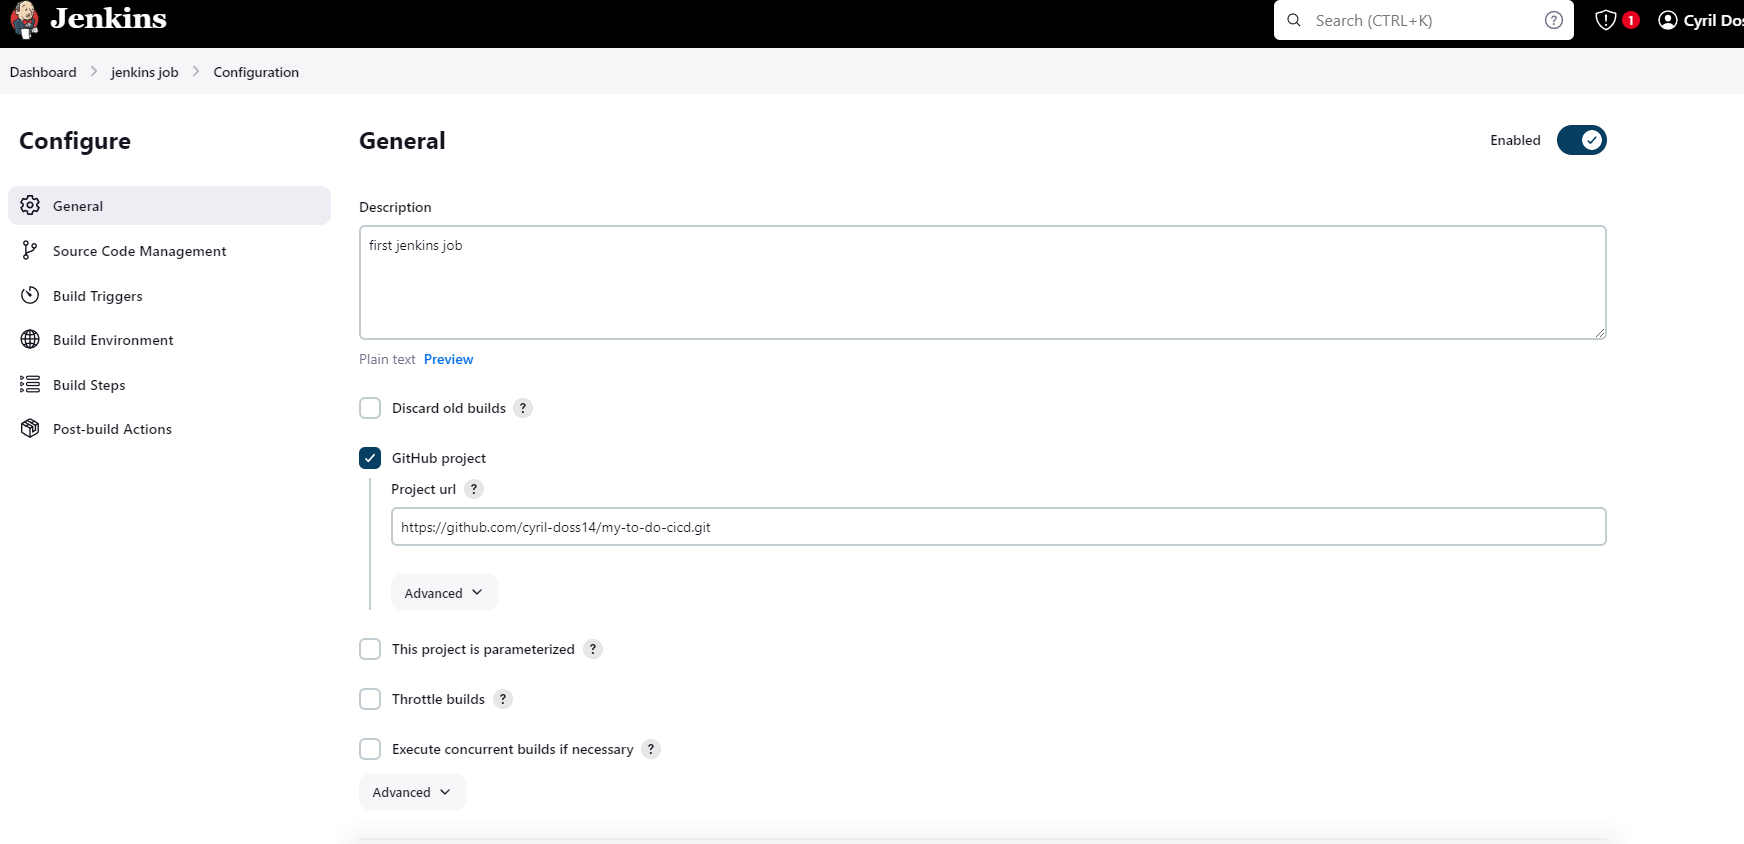 Jenkins
Search (CTRL+K)
?
1
Cyril Dos
Dashboard
jenkins job
Configuration
Configure
General
Source Code Management
Build Triggers
Build Environment
Build Steps
Post-build Actions
General
Enabled
Description
first jenkins job
Plain text Preview
Discard old builds ?
GitHub project
Project url ?
https://github.com/cyril-doss14/my-to-do-cicd.git
Advanced
This project is parameterized ?
Throttle builds ?
Execute concurrent builds if necessary ?
Advanced